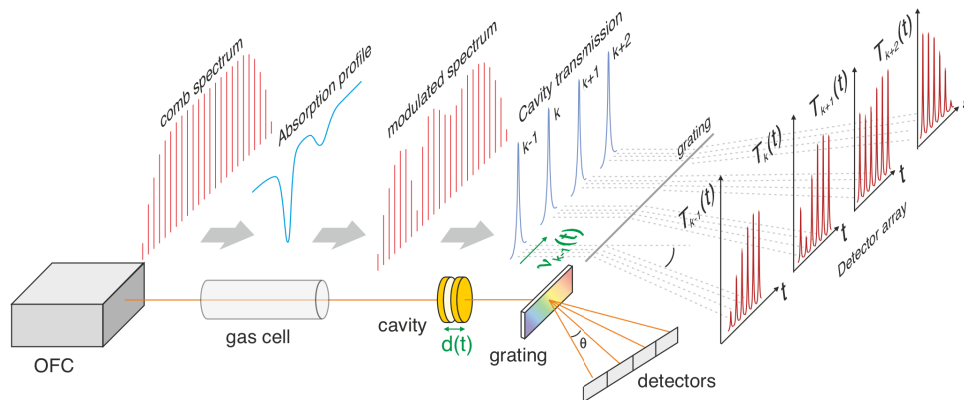 comb spectrum
Absorption profile
modulated spectrum
Cavity transmission
k-1
k
k+1
k+2
grating
T_{k-1}(t)
T_k(t)
T_{k+1}(t)
T_{k+2}(t)
t
t
t
Detector array
ν_{k-1}(t)
OFC
gas cell
cavity
d(t)
grating
θ
detectors